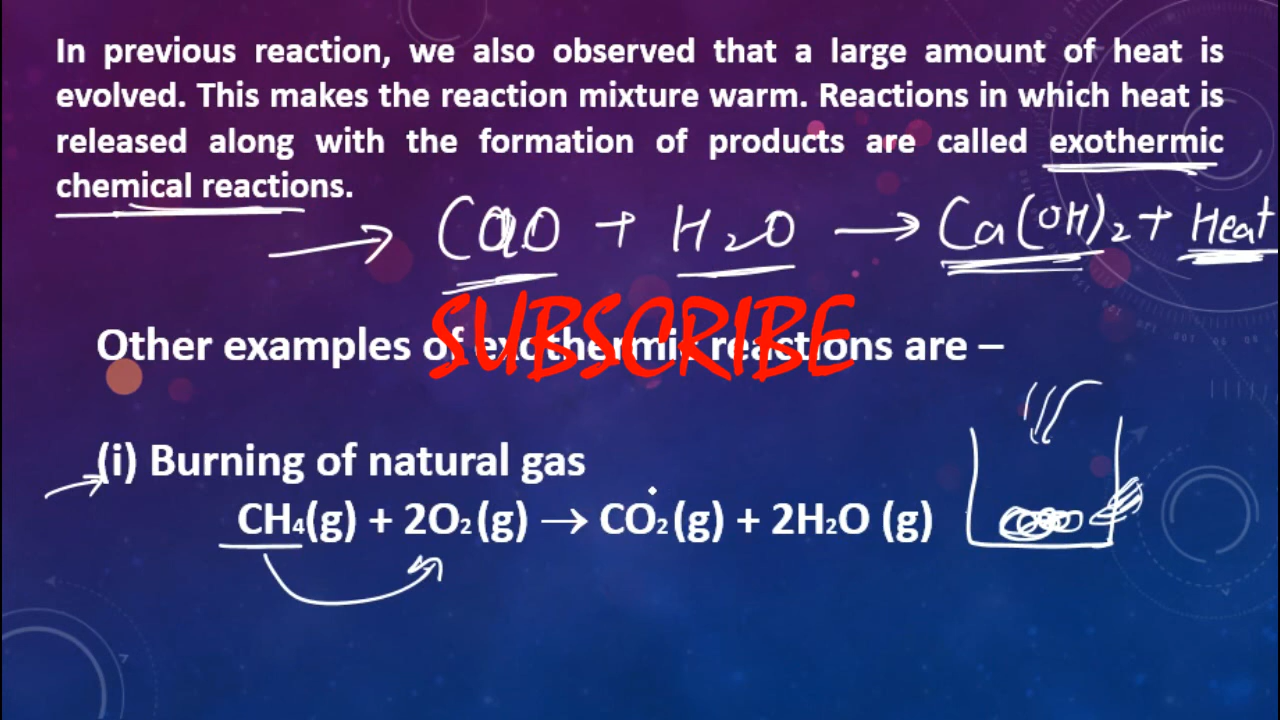 In previous reaction, we also observed that a large amount of heat is
evolved. This makes the reaction mixture warm. Reactions in which heat is
released along with the formation of products are called exothermic
chemical reactions.
→ CaO + H₂O → Ca(OH)₂ + Heat
SUBSCRIBE
Other examples of exothermic reactions are –
(i) Burning of natural gas
CH₄(g) + 2O₂ (g) → CO₂ (g) + 2H₂O (g)